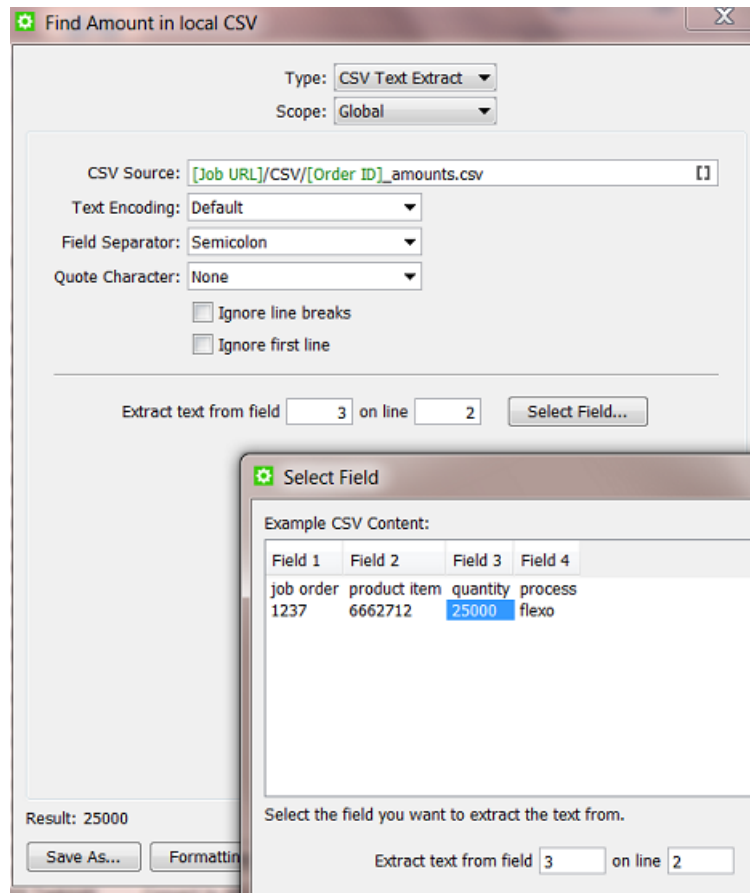 Find Amount in local CSV
Type: CSV Text Extract
Scope: Global
CSV Source: [Job URL]/CSV/[Order ID]_amounts.csv []
Text Encoding: Default
Field Separator: Semicolon
Quote Character: None
Ignore line breaks
Ignore first line
Extract text from field 3 on line 2 Select Field...
Select Field
Example CSV Content:
Field 1 Field 2 Field 3 Field 4
job order product item quantity process
1237 6662712 25000 flexo
Select the field you want to extract the text from.
Extract text from field 3 on line 2
Result: 25000
Save As... Formattin